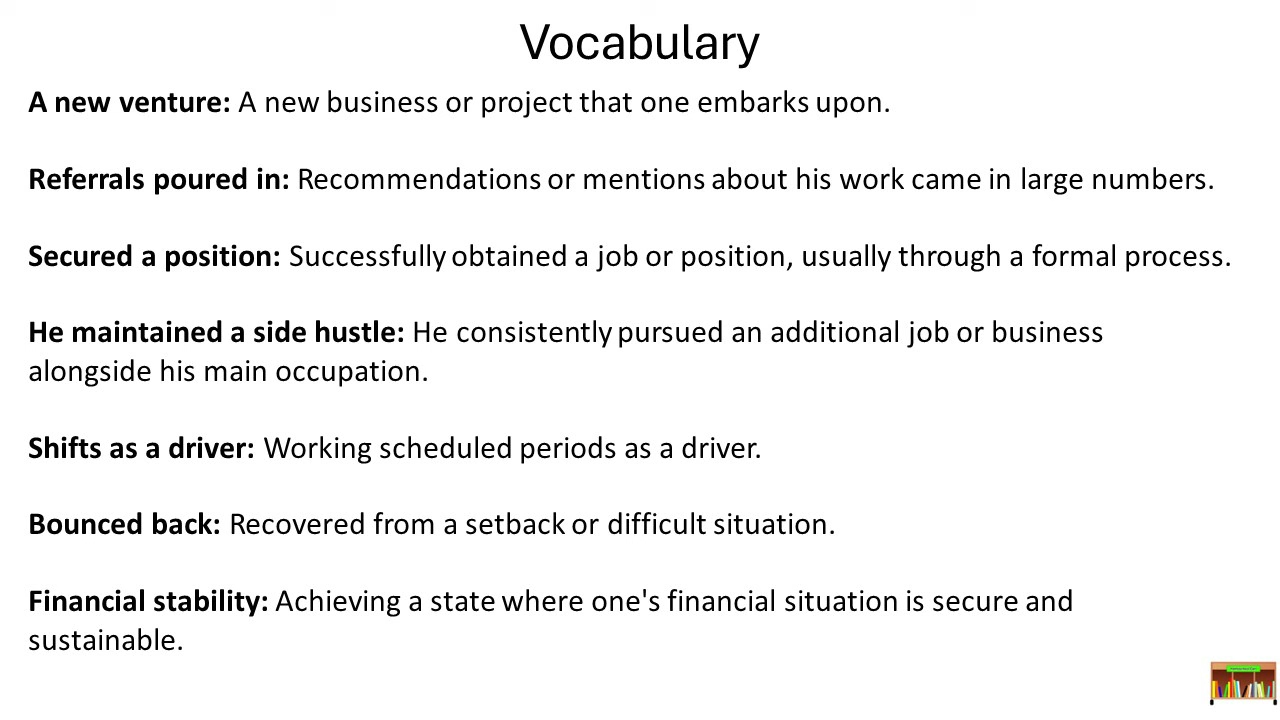 Vocabulary
A new venture: A new business or project that one embarks upon.
Referrals poured in: Recommendations or mentions about his work came in large numbers.
Secured a position: Successfully obtained a job or position, usually through a formal process.
He maintained a side hustle: He consistently pursued an additional job or business
alongside his main occupation.
Shifts as a driver: Working scheduled periods as a driver.
Bounced back: Recovered from a setback or difficult situation.
Financial stability: Achieving a state where one's financial situation is secure and
sustainable.